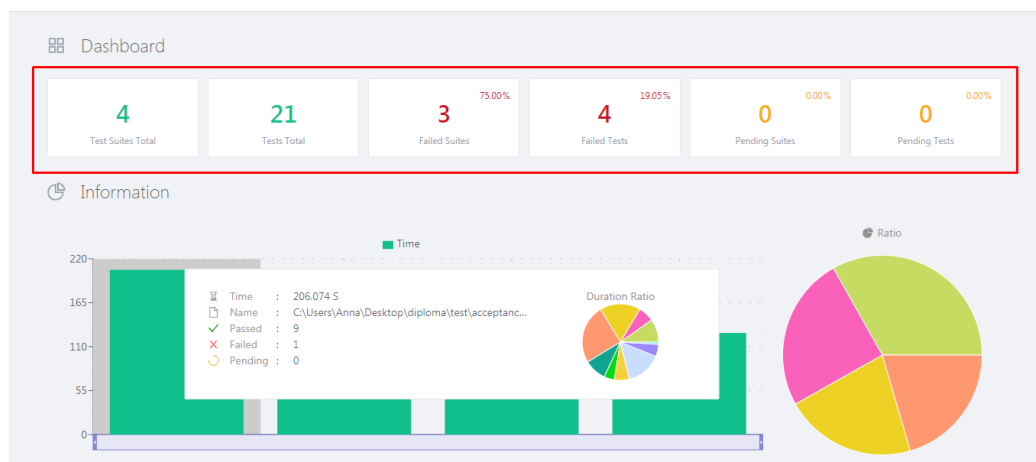 Dashboard
75.00% 19.05% 0.00% 0.00%
4 21 3 4 0 0
Test Suites Total Tests Total Failed Suites Failed Tests Pending Suites Pending Tests
Information
Ratio
Time
220
165
110
55
0
Time : 206.074 S
Name : C:\Users\Anna\Desktop\diploma\test\acceptanc...
Passed : 9
Failed : 1
Pending : 0
Duration Ratio